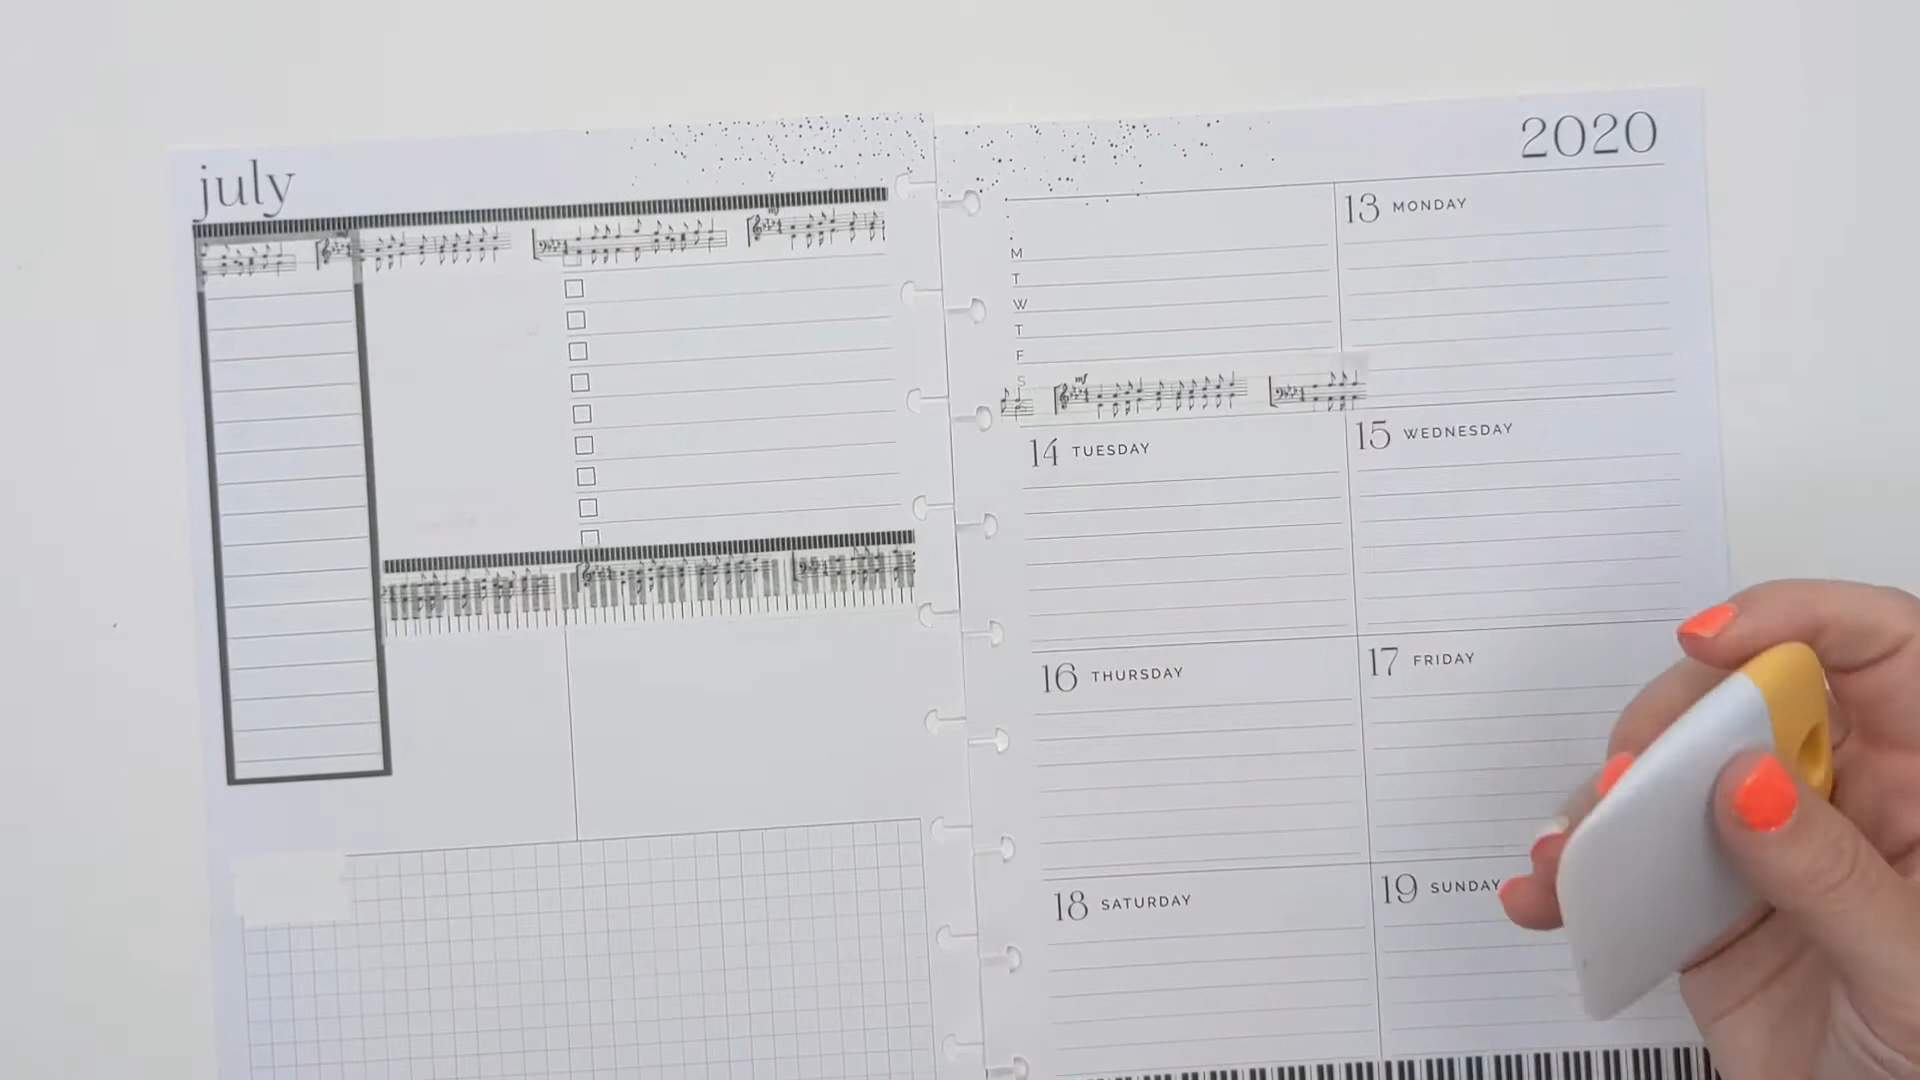 july
2020
M
T
W
T
F
S
13 MONDAY
14 TUESDAY
15 WEDNESDAY
16 THURSDAY
17 FRIDAY
18 SATURDAY
19 SUNDAY